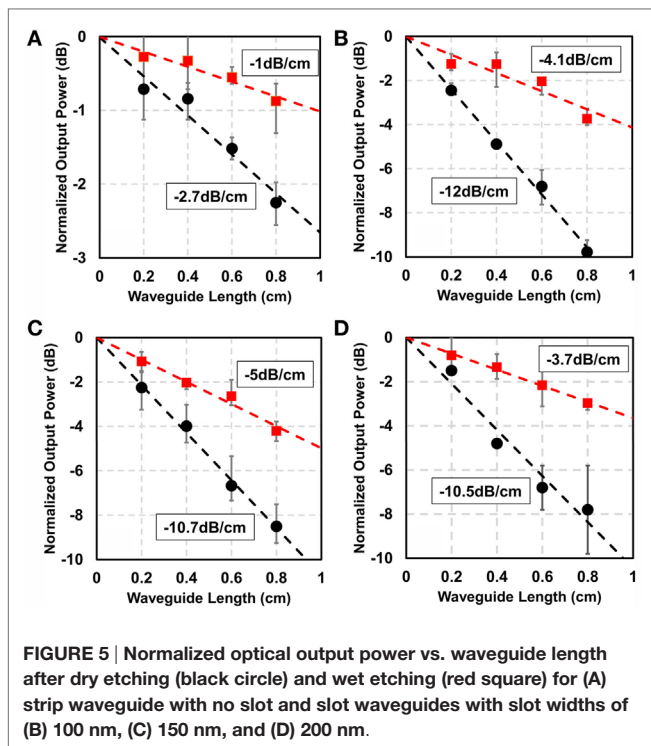 A
Normalized Output Power (dB)
0
-1
-2
-3
-1dB/cm
-2.7dB/cm
0 0.2 0.4 0.6 0.8 1
Waveguide Length (cm)
B
Normalized Output Power (dB)
0
-2
-4
-6
-8
-10
-4.1dB/cm
-12dB/cm
0 0.2 0.4 0.6 0.8 1
Waveguide Length (cm)
C
Normalized Output Power (dB)
0
-2
-4
-6
-8
-10
-5dB/cm
-10.7dB/cm
0 0.2 0.4 0.6 0.8 1
Waveguide Length (cm)
D
Normalized Output Power (dB)
0
-2
-4
-6
-8
-10
-3.7dB/cm
-10.5dB/cm
0 0.2 0.4 0.6 0.8 1
Waveguide Length (cm)
FIGURE 5 | Normalized optical output power vs. waveguide length
after dry etching (black circle) and wet etching (red square) for (A)
strip waveguide with no slot and slot waveguides with slot widths of
(B) 100 nm, (C) 150 nm, and (D) 200 nm.